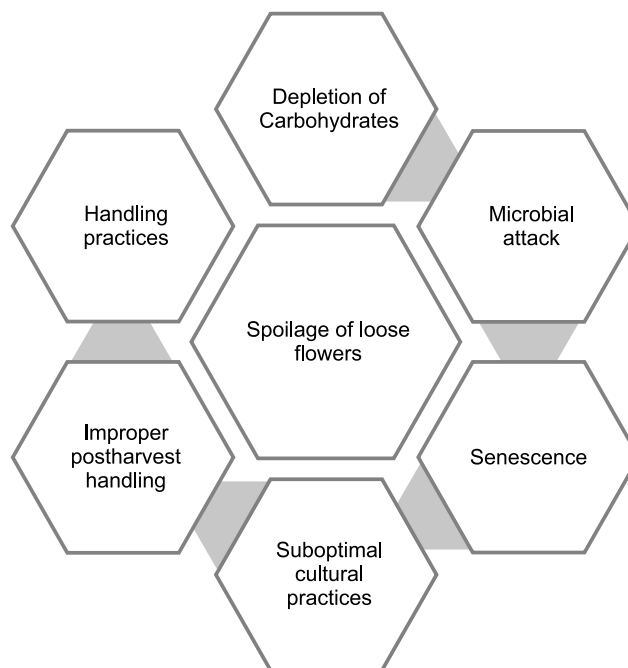 Depletion of
Carbohydrates
Handling
practices
Microbial
attack
Spoilage of loose
flowers
Improper
postharvest
handling
Senescence
Suboptimal
cultural
practices